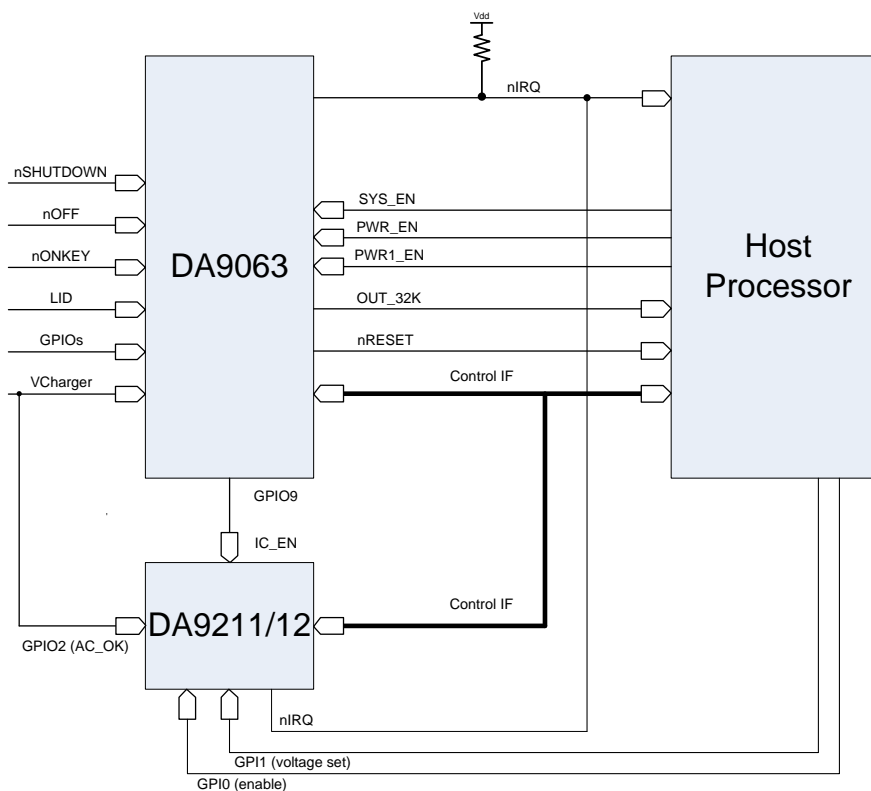 Vdd
nIRQ
nSHUTDOWN
SYS_EN
nOFF
PWR_EN
nONKEY
DA9063
PWR1_EN
Host
Processor
LID
OUT_32K
GPIOs
nRESET
VCharger
Control IF
GPIO9
IC_EN
Control IF
DA9211/12
GPIO2 (AC_OK)
nIRQ
GPI1 (voltage set)
GPI0 (enable)